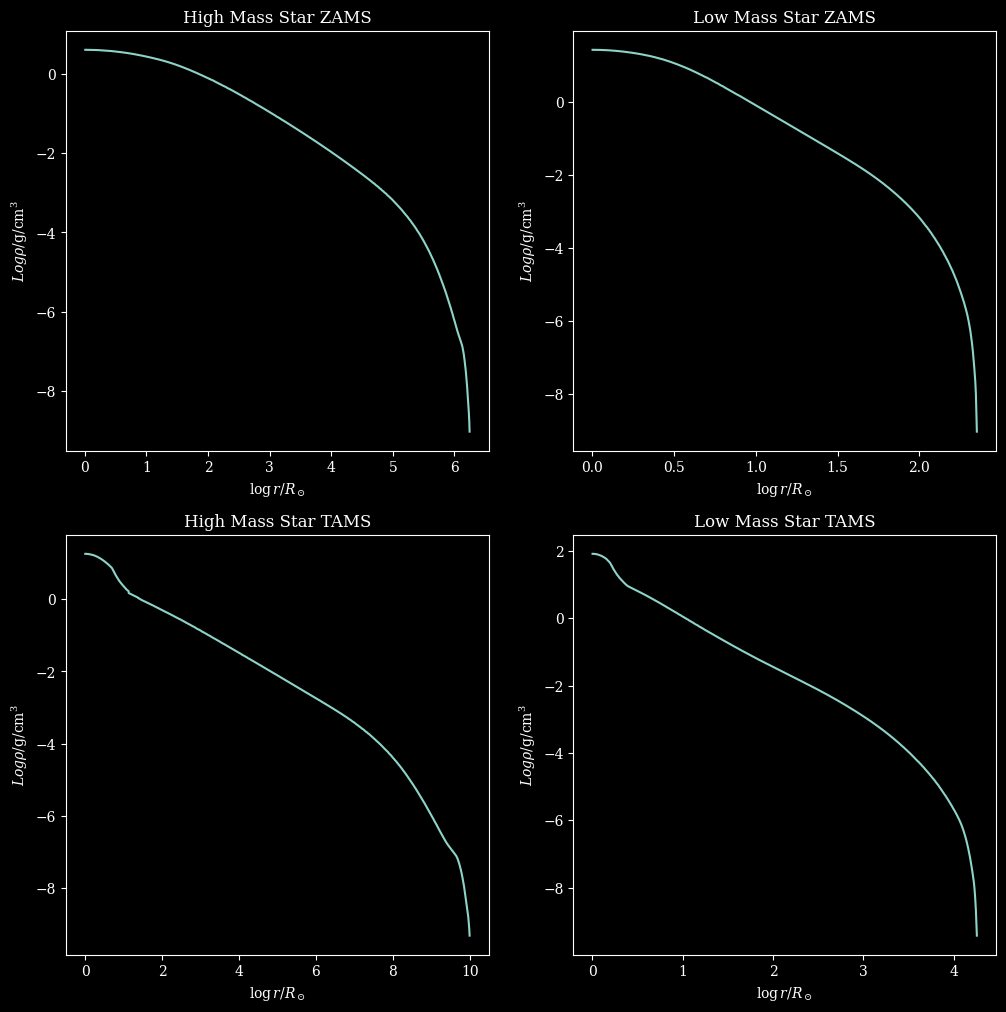 High Mass Star ZAMS
Low Mass Star ZAMS
0
−2
−4
−6
−8
Logρ/g/cm³
0 1 2 3 4 5 6
log r/R⊙
0
−2
−4
−6
−8
Logρ/g/cm³
0.0 0.5 1.0 1.5 2.0
log r/R⊙
High Mass Star TAMS
Low Mass Star TAMS
0
−2
−4
−6
−8
Logρ/g/cm³
0 2 4 6 8 10
log r/R⊙
2
0
−2
−4
−6
−8
Logρ/g/cm³
0 1 2 3 4
log r/R⊙